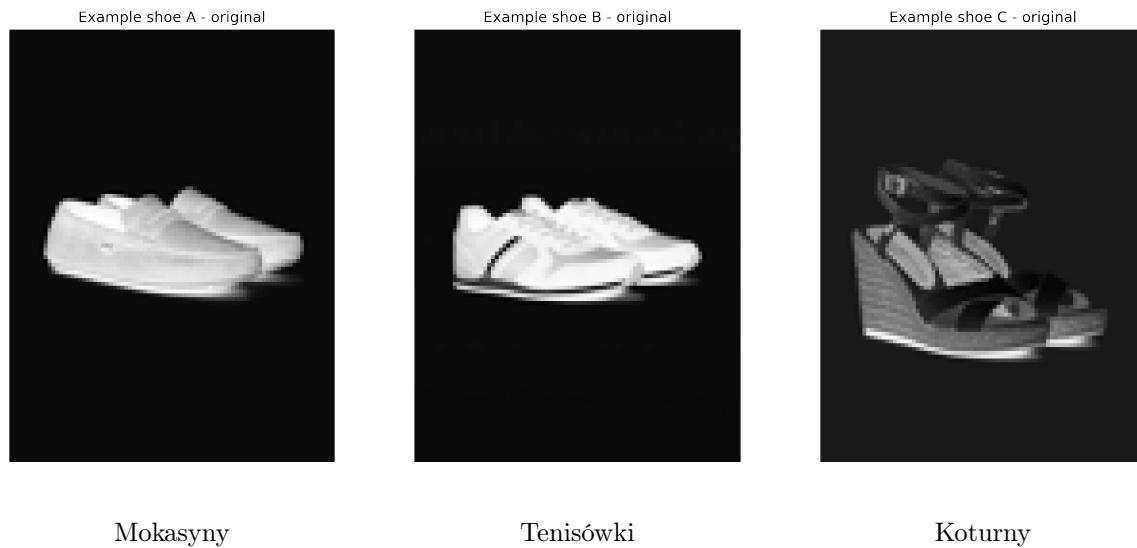 Example shoe A - original
Example shoe B - original
Example shoe C - original
Mokasyny
Tenisówki
Koturny